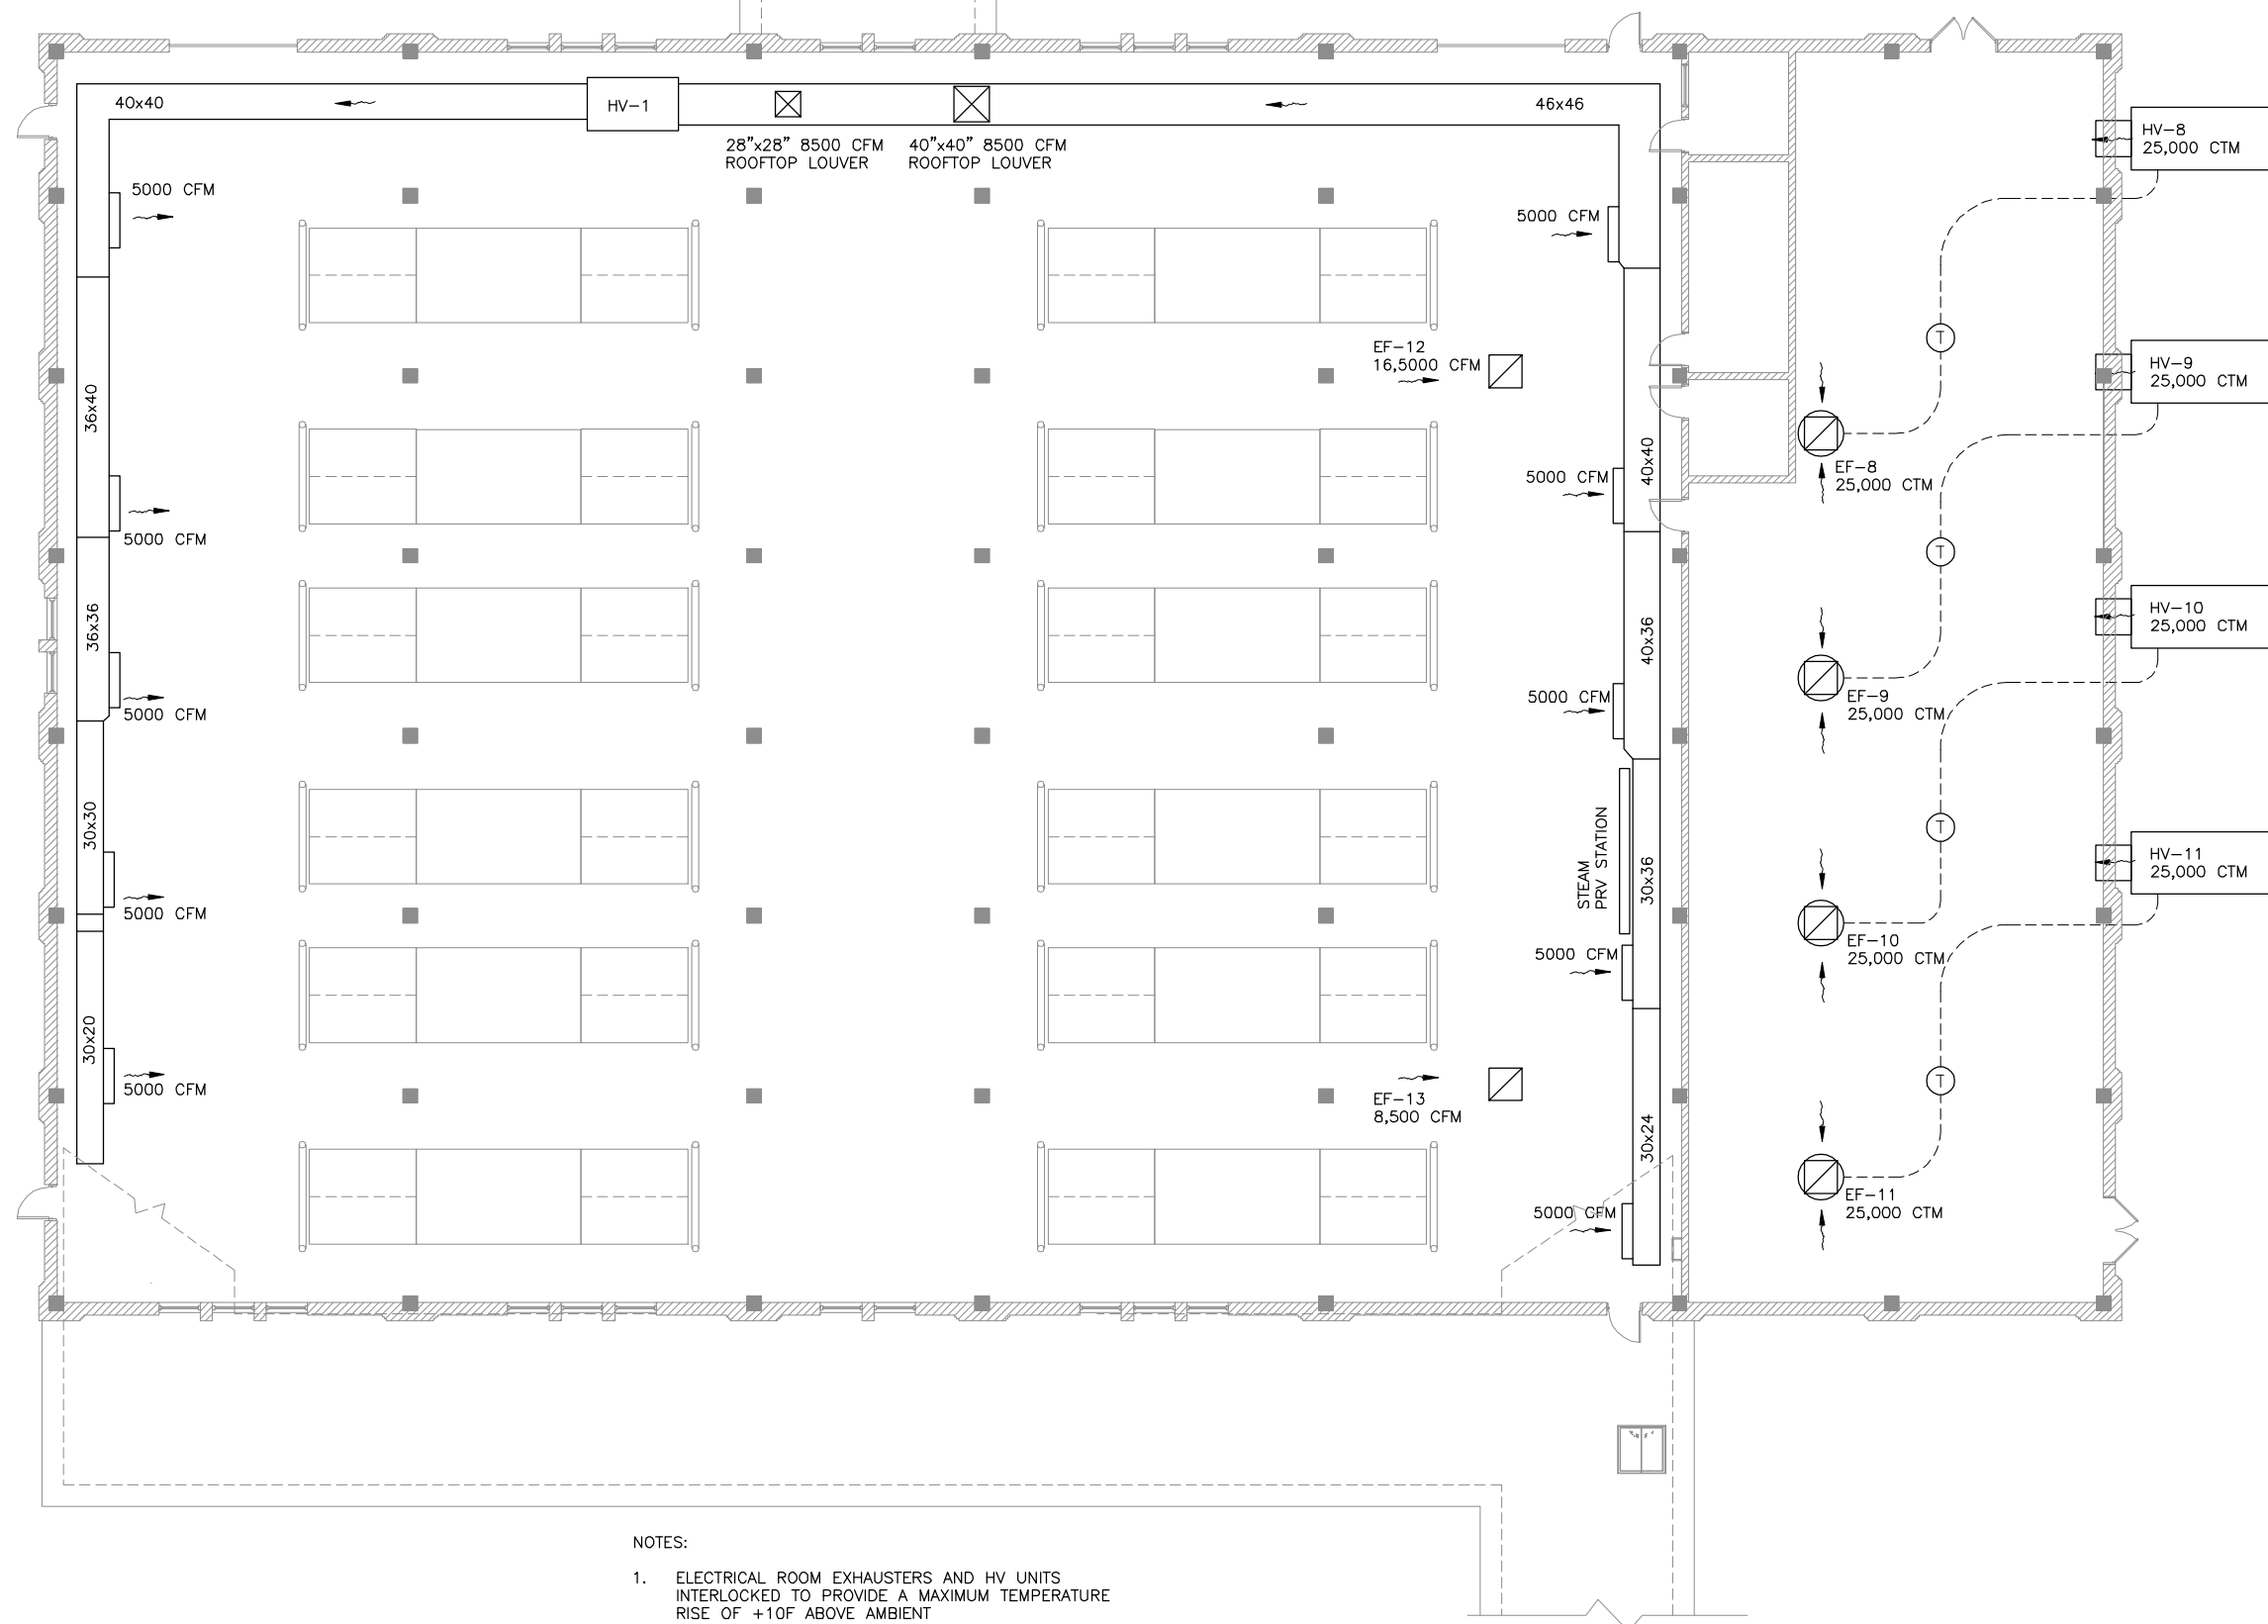 40x40
HV-1
46x46
28"x28" 8500 CFM
ROOFTOP LOUVER
40"x40" 8500 CFM
ROOFTOP LOUVER
HV-8
25,000 CTM
5000 CFM
5000 CFM
T
EF-12
16,5000 CFM
HV-9
25,000 CTM
36x40
40x40
5000 CFM
5000 CFM
EF-8
25,000 CTM
T
36x36
40x36
HV-10
25,000 CTM
5000 CFM
5000 CFM
EF-9
25,000 CTM
30x30
STEAM
PRV STATION
30x36
T
HV-11
25,000 CTM
5000 CFM
5000 CFM
EF-10
25,000 CTM
30x20
5000 CFM
T
EF-13
8,500 CFM
30x24
5000 CFM
EF-11
25,000 CTM
NOTES:
1. ELECTRICAL ROOM EXHAUSTERS AND HV UNITS
INTERLOCKED TO PROVIDE A MAXIMUM TEMPERATURE
RISE OF +10F ABOVE AMBIENT